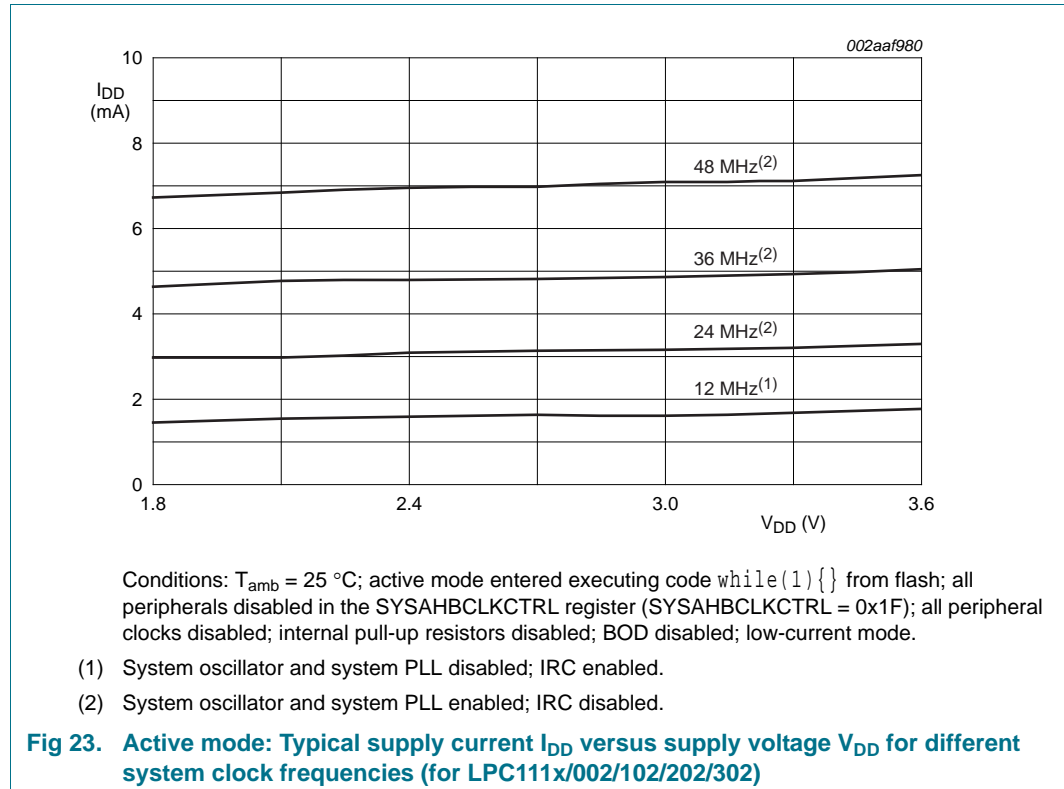 002aaf980
10
I_DD
(mA)
8
48 MHz(2)
6
36 MHz(2)
4
24 MHz(2)
2
12 MHz(1)
0
1.8
2.4
3.0
3.6
V_DD (V)
Conditions: T_amb = 25 °C; active mode entered executing code while(1){} from flash; all
peripherals disabled in the SYSAHBCLKCTRL register (SYSAHBCLKCTRL = 0x1F); all peripheral
clocks disabled; internal pull-up resistors disabled; BOD disabled; low-current mode.
(1) System oscillator and system PLL disabled; IRC enabled.
(2) System oscillator and system PLL enabled; IRC disabled.
Fig 23. Active mode: Typical supply current I_DD versus supply voltage V_DD for different
system clock frequencies (for LPC111x/002/102/202/302)